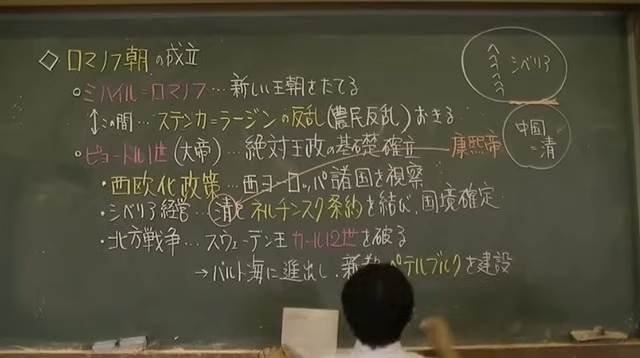 ◇ロマノフ朝の成立
○ミハイル=ロマノフ…新しい王朝をたてる
↕この間…ステンカ=ラージンの反乱(農民反乱)おきる
○ピョートル1世(大帝)…絶対王政の基礎確立
康熙帝
・西欧化政策…西ヨーロッパ諸国を視察
・シベリア経営…清とネルチンスク条約を結び、国境確定
・北方戦争…スウェーデン王カール12世を破る
→バルト海に進出し、新都ペテルブルクを建設
シベリア
中国
=清